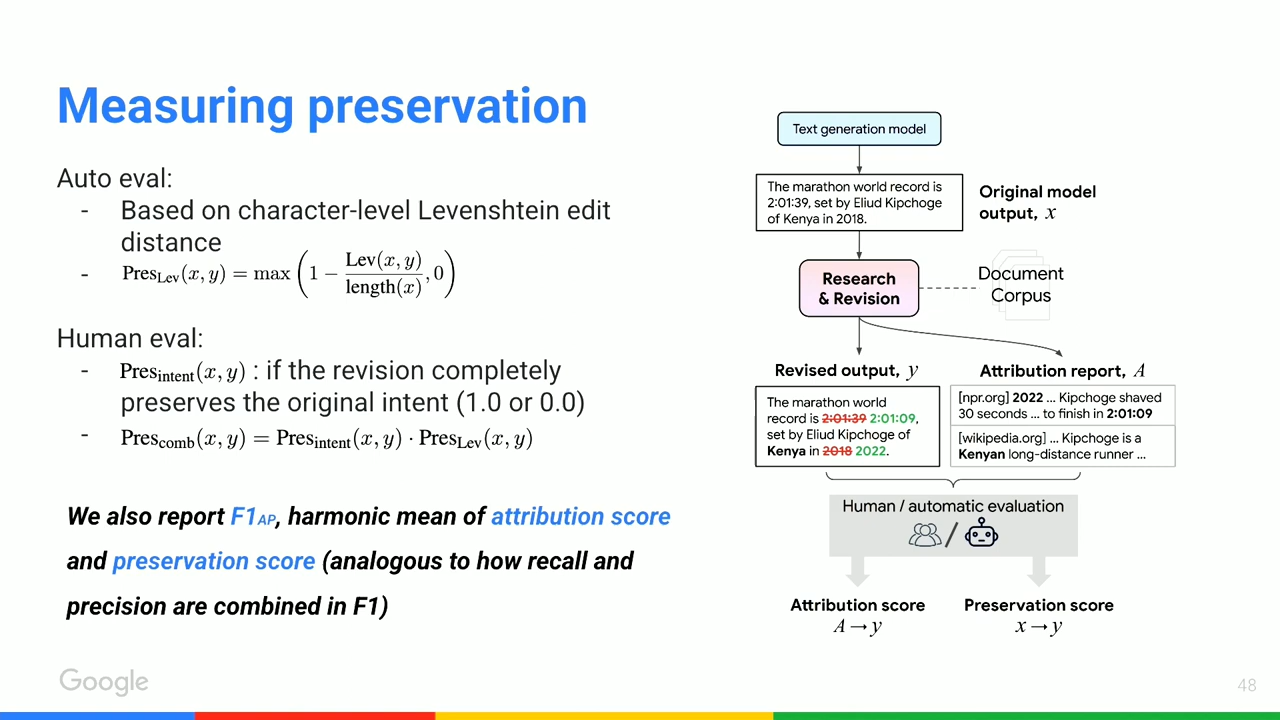 Measuring preservation
Auto eval:
- Based on character-level Levenshtein edit
distance
- Pres_Lev(x, y) = max(1 − Lev(x, y)/length(x), 0)
Human eval:
- Pres_intent(x, y) : if the revision completely
preserves the original intent (1.0 or 0.0)
- Pres_comb(x, y) = Pres_intent(x, y) · Pres_Lev(x, y)
We also report F1_AP, harmonic mean of attribution score
and preservation score (analogous to how recall and
precision are combined in F1)
Text generation model
The marathon world record is
2:01:39, set by Eliud Kipchoge
of Kenya in 2018.
Original model
output, x
Research
& Revision
Document
Corpus
Revised output, y
The marathon world
record is 2:01:39 2:01:09,
set by Eliud Kipchoge of
Kenya in 2018 2022.
Attribution report, A
[npr.org] 2022 ... Kipchoge shaved
30 seconds ... to finish in 2:01:09
[wikipedia.org] ... Kipchoge is a
Kenyan long-distance runner ...
Human / automatic evaluation
/
Attribution score
A → y
Preservation score
x → y
Google
48